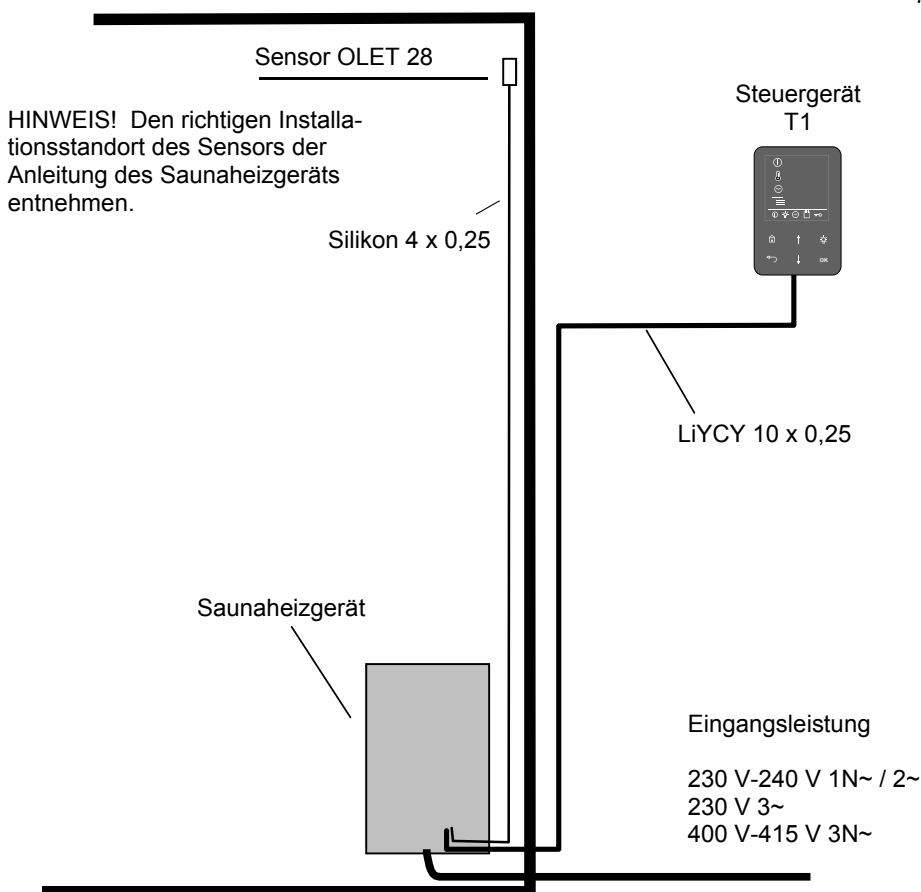 Sensor OLET 28
HINWEIS! Den richtigen Installa-
tionsstandort des Sensors der
Anleitung des Saunaheizgeräts
entnehmen.
Silikon 4 x 0,25
Steuergerät
T1
OK
LiYCY 10 x 0,25
Saunaheizgerät
Eingangsleistung
230 V-240 V 1N~ / 2~
230 V 3~
400 V-415 V 3N~